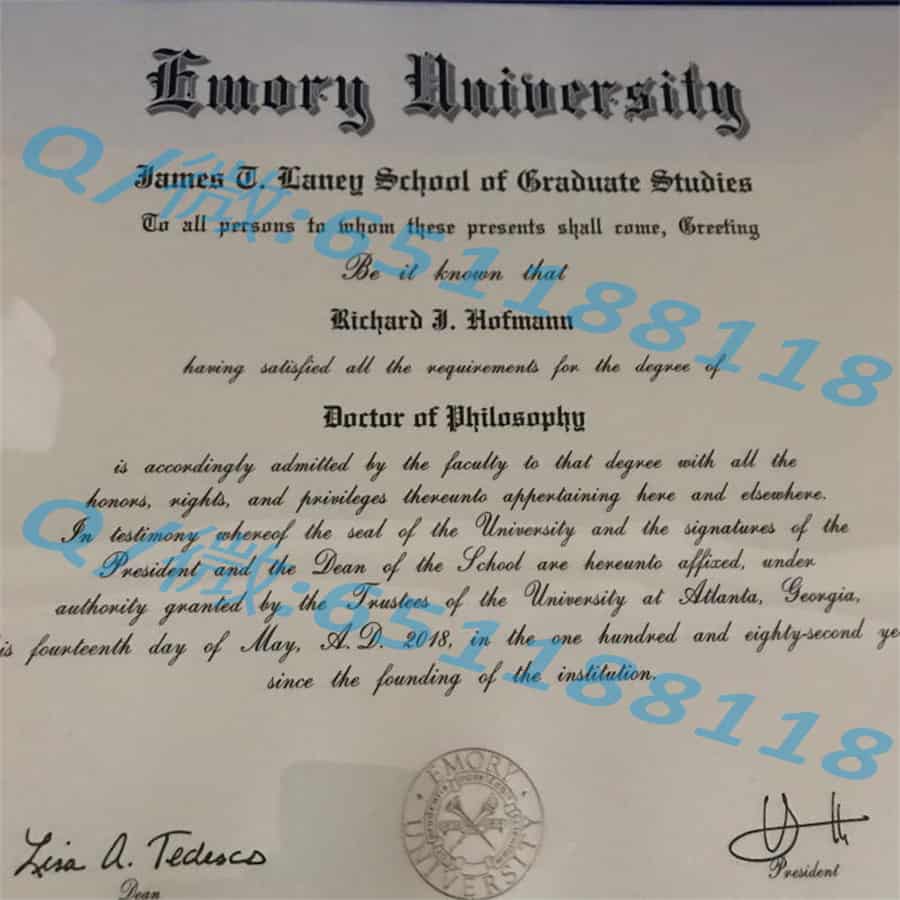 Emory University
James T. Laney School of Graduate Studies
To all persons to whom these presents shall come, Greeting
Be it known that
Richard J. Hofmann
having satisfied all the requirements for the degree of
Doctor of Philosophy
is accordingly admitted by the faculty to that degree with all the
honors, rights, and privileges thereunto appertaining here and elsewhere.
In testimony whereof the seal of the University and the signatures of the
President and the Dean of the School are hereunto affixed, under
authority granted by the Trustees of the University at Atlanta, Georgia,
is fourteenth day of May, A.D. 2018, in the one hundred and eighty-second ye
since the founding of the institution.
Q/微:65118 8118
Q/微:651188118
EMORY UNIVERSITY
Lisa A. Tedesco
Dean
President